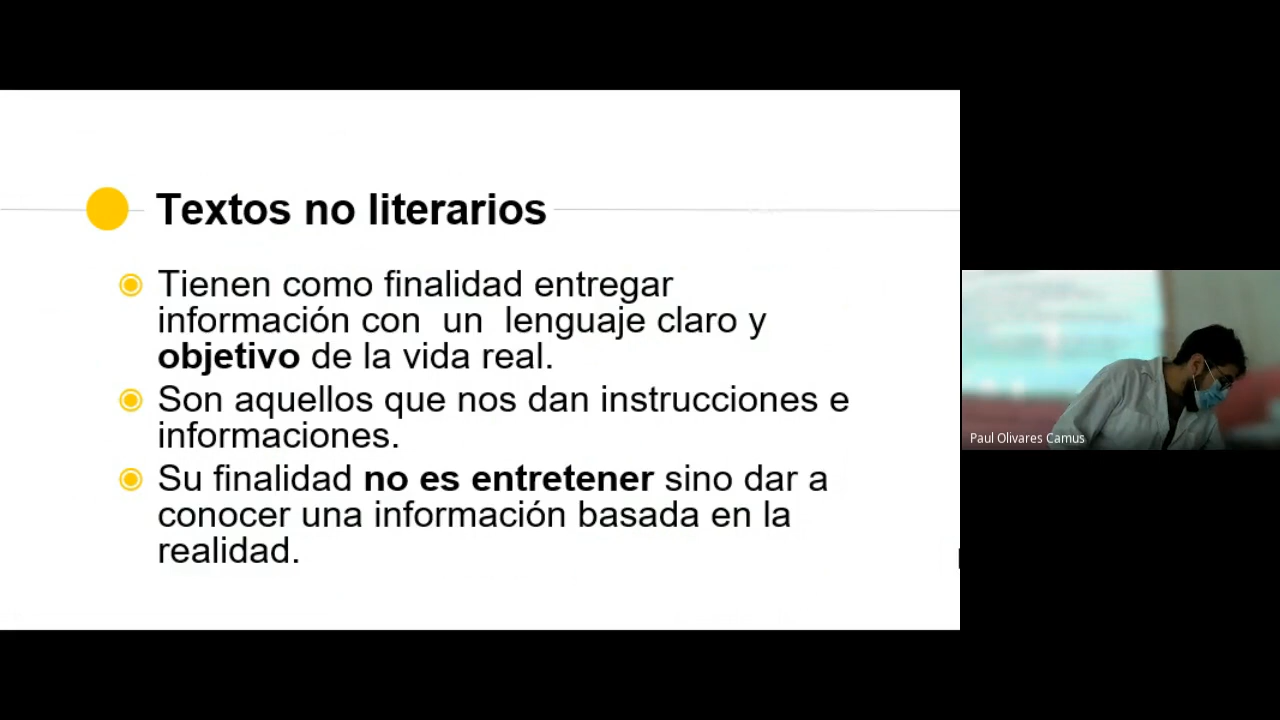 Textos no literarios
Tienen como finalidad entregar
información con un lenguaje claro y
objetivo de la vida real.
Son aquellos que nos dan instrucciones e
informaciones.
Su finalidad no es entretener sino dar a
conocer una información basada en la
realidad.
Paul Olivares Camus